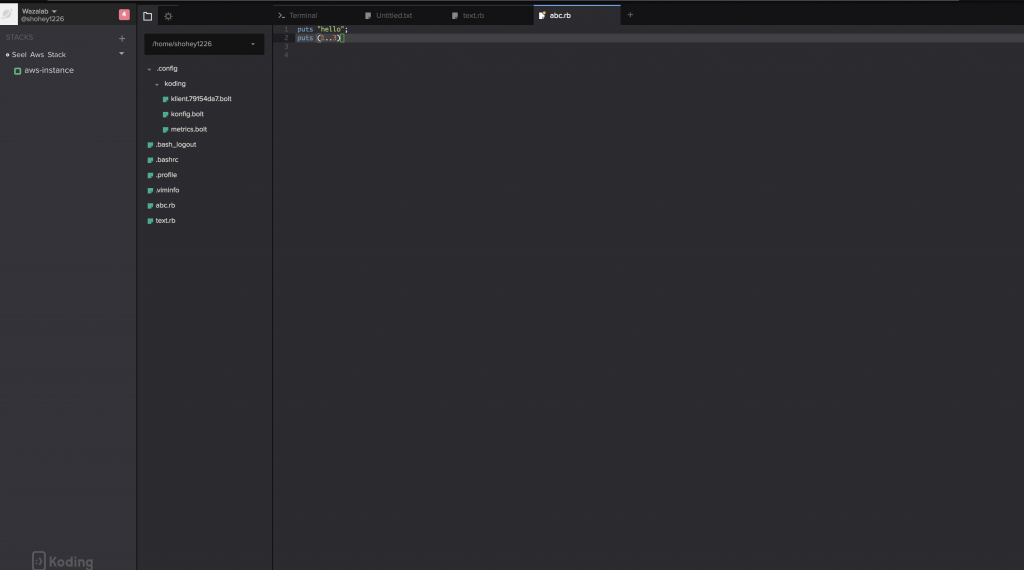 Wazalab
@shohey1226
4
STACKS
Seel Aws Stack
aws-instance
/home/shohey1226
.config
koding
klient.79154da7.bolt
konfig.bolt
metrics.bolt
.bash_logout
.bashrc
.profile
.viminfo
abc.rb
text.rb
Terminal
Untitled.txt
text.rb
abc.rb
1 puts "hello";
2 puts (1..3)
3
4
Koding